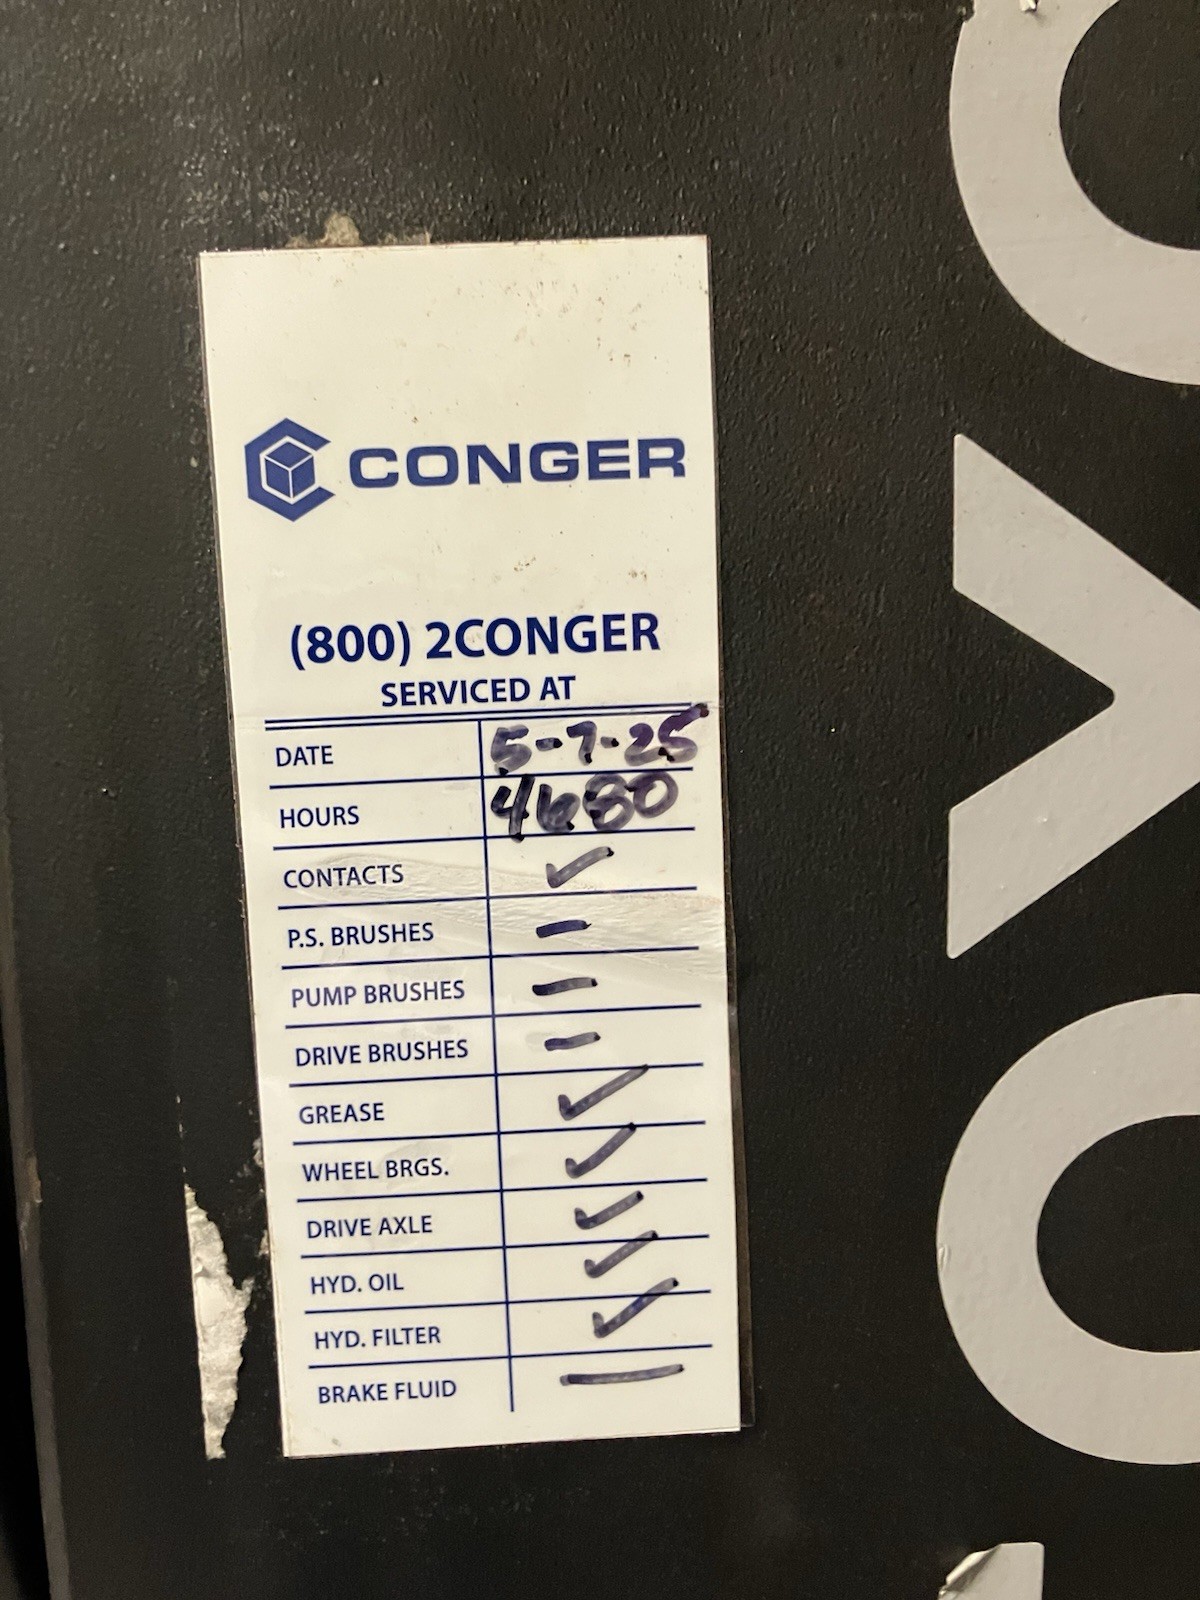 CONGER
(800) 2CONGER
SERVICED AT
DATE 5-7-25
HOURS 4680
CONTACTS ✓
P.S. BRUSHES –
PUMP BRUSHES –
DRIVE BRUSHES –
GREASE ✓
WHEEL BRGS. ✓
DRIVE AXLE ✓
HYD. OIL ✓
HYD. FILTER ✓
BRAKE FLUID —
TOYO